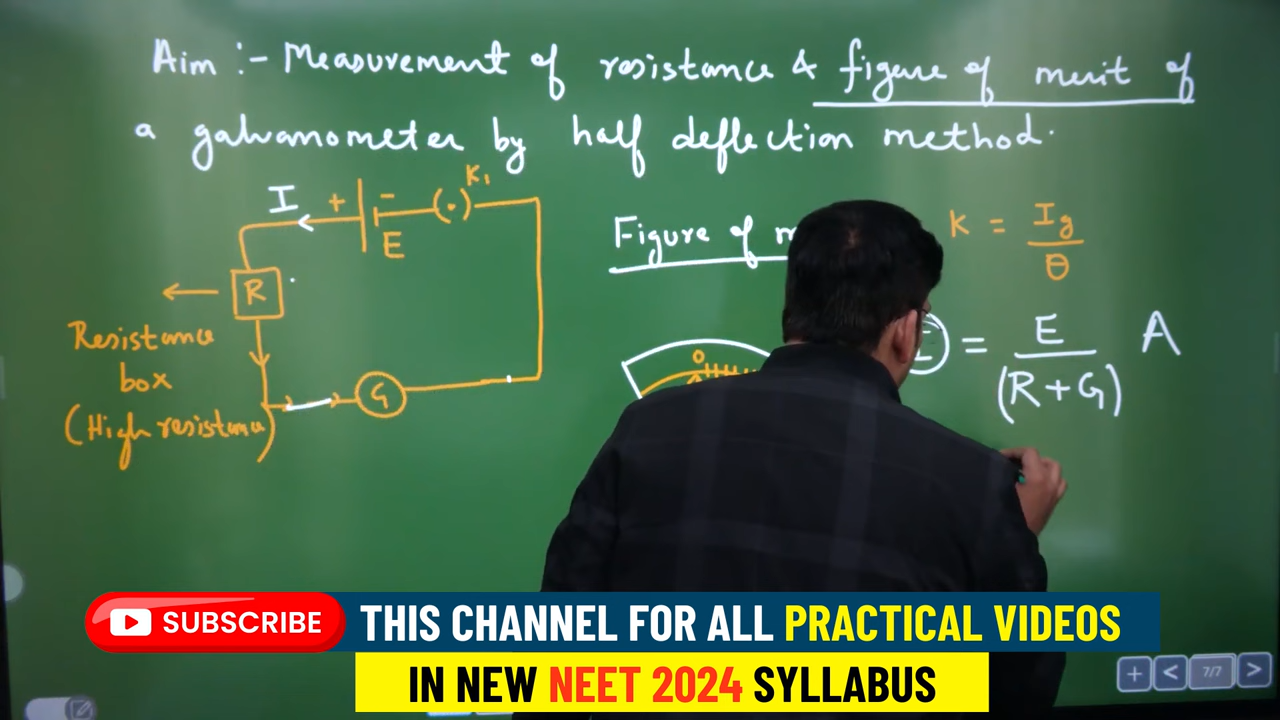 Aim :- Measurement of resistance & figure of merit of
a galvanometer by half deflection method.
I
+
-
K₁
E
R
Resistance
box
(High resistance)
G
Figure of
K = Ig/θ
0
I = E/(R+G) A
SUBSCRIBE
THIS CHANNEL FOR ALL PRACTICAL VIDEOS
IN NEW NEET 2024 SYLLABUS
+
<
7/7
>